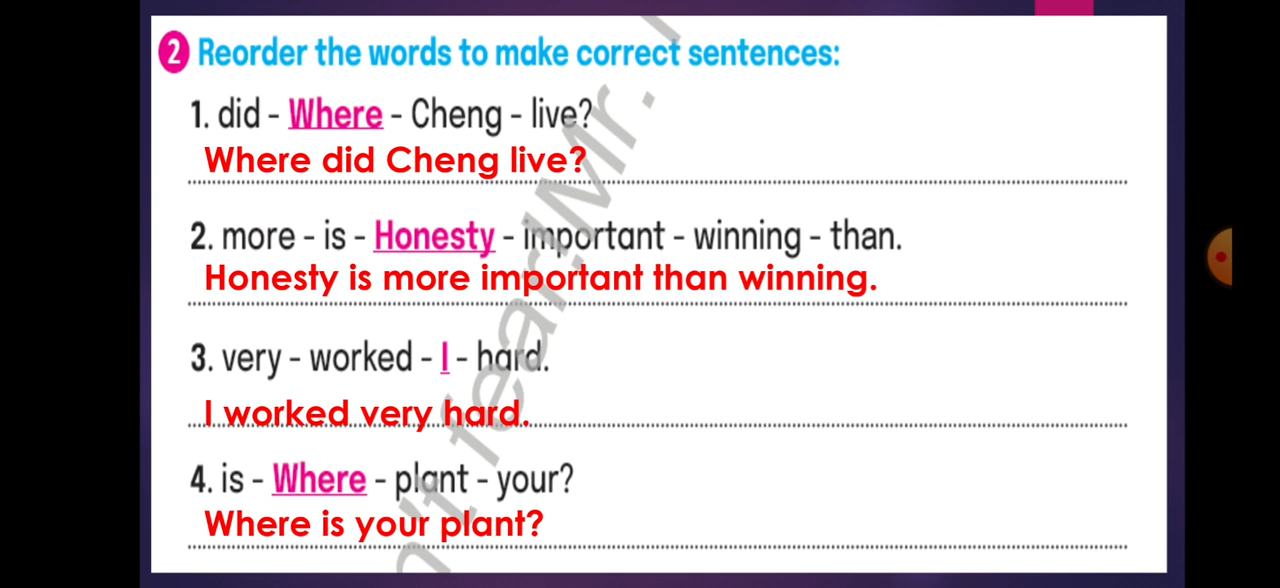 2 Reorder the words to make correct sentences:
1. did - Where - Cheng - live?
Where did Cheng live?
2. more - is - Honesty - important - winning - than.
Honesty is more important than winning.
3. very - worked - I - hard.
I worked very hard.
4. is - Where - plant - your?
Where is your plant?
n't fear!Mr.